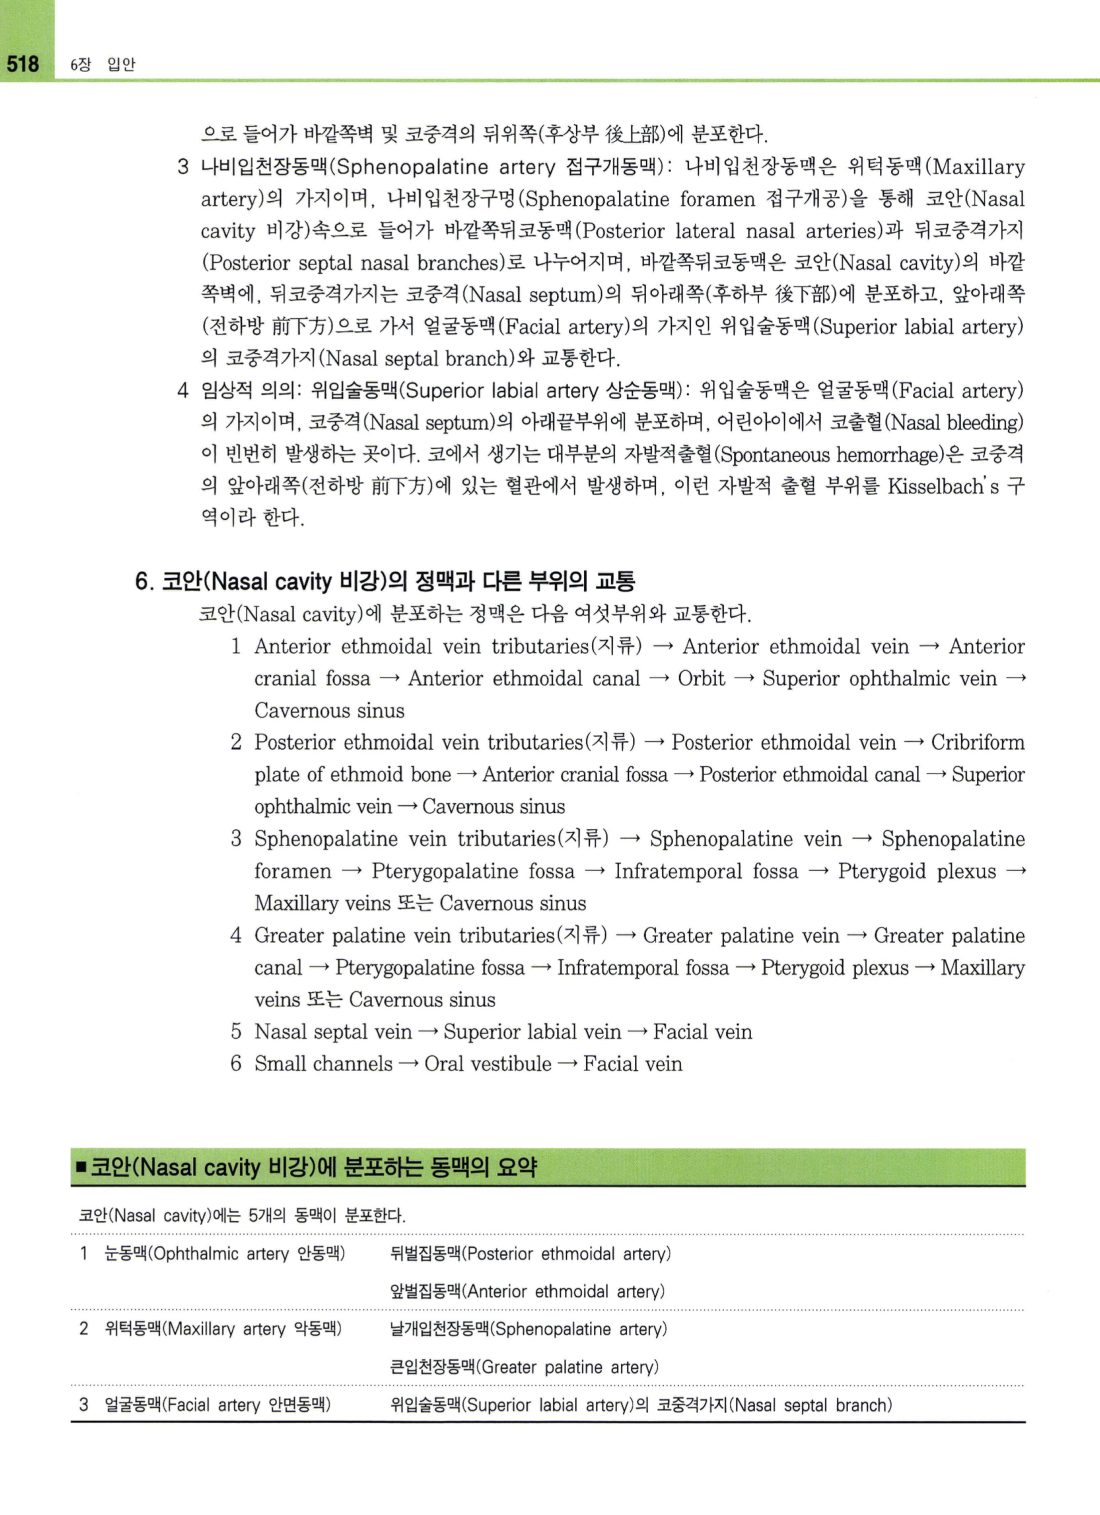 518 6장 입안
으로 들어가 바깥쪽벽 및 코중격의 뒤위쪽(후상부 後上部)에 분포한다.
3 나비입천장동맥(Sphenopalatine artery 접구개동맥): 나비입천장동맥은 위턱동맥(Maxillary
artery)의 가지이며, 나비입천장구멍(Sphenopalatine foramen 접구개공)을 통해 코안(Nasal
cavity 비강)속으로 들어가 바깥쪽뒤코동맥(Posterior lateral nasal arteries)과 뒤코중격가지
(Posterior septal nasal branches)로 나누어지며, 바깥쪽뒤코동맥은 코안(Nasal cavity)의 바깥
쪽벽에, 뒤코중격가지는 코중격(Nasal septum)의 뒤아래쪽(후하부 後下部)에 분포하고, 앞아래쪽
(전하방 前下方)으로 가서 얼굴동맥(Facial artery)의 가지인 위입술동맥(Superior labial artery)
의 코중격가지(Nasal septal branch)와 교통한다.
4 임상적 의의: 위입술동맥(Superior labial artery 상순동맥): 위입술동맥은 얼굴동맥(Facial artery)
의 가지이며, 코중격(Nasal septum)의 아래끝부위에 분포하며, 어린아이에서 코출혈(Nasal bleeding)
이 빈번히 발생하는 곳이다. 코에서 생기는 대부분의 자발적출혈(Spontaneous hemorrhage)은 코중격
의 앞아래쪽(전하방 前下方)에 있는 혈관에서 발생하며, 이런 자발적 출혈 부위를 Kisselbach's 구
역이라 한다.
6. 코안(Nasal cavity 비강)의 정맥과 다른 부위의 교통
코안(Nasal cavity)에 분포하는 정맥은 다음 여섯부위와 교통한다.
1 Anterior ethmoidal vein tributaries(지류) → Anterior ethmoidal vein → Anterior
cranial fossa → Anterior ethmoidal canal → Orbit → Superior ophthalmic vein →
Cavernous sinus
2 Posterior ethmoidal vein tributaries(지류) → Posterior ethmoidal vein → Cribriform
plate of ethmoid bone → Anterior cranial fossa → Posterior ethmoidal canal → Superior
ophthalmic vein → Cavernous sinus
3 Sphenopalatine vein tributaries(지류) → Sphenopalatine vein → Sphenopalatine
foramen → Pterygopalatine fossa → Infratemporal fossa → Pterygoid plexus →
Maxillary veins 또는 Cavernous sinus
4 Greater palatine vein tributaries(지류) → Greater palatine vein → Greater palatine
canal → Pterygopalatine fossa → Infratemporal fossa → Pterygoid plexus → Maxillary
veins 또는 Cavernous sinus
5 Nasal septal vein → Superior labial vein → Facial vein
6 Small channels → Oral vestibule → Facial vein
■ 코안(Nasal cavity 비강)에 분포하는 동맥의 요약
코안(Nasal cavity)에는 5개의 동맥이 분포한다.
1 눈동맥(Ophthalmic artery 안동맥) 뒤벌집동맥(Posterior ethmoidal artery)
앞벌집동맥(Anterior ethmoidal artery)
2 위턱동맥(Maxillary artery 악동맥) 날개입천장동맥(Sphenopalatine artery)
큰입천장동맥(Greater palatine artery)
3 얼굴동맥(Facial artery 안면동맥) 위입술동맥(Superior labial artery)의 코중격가지(Nasal septal branch)